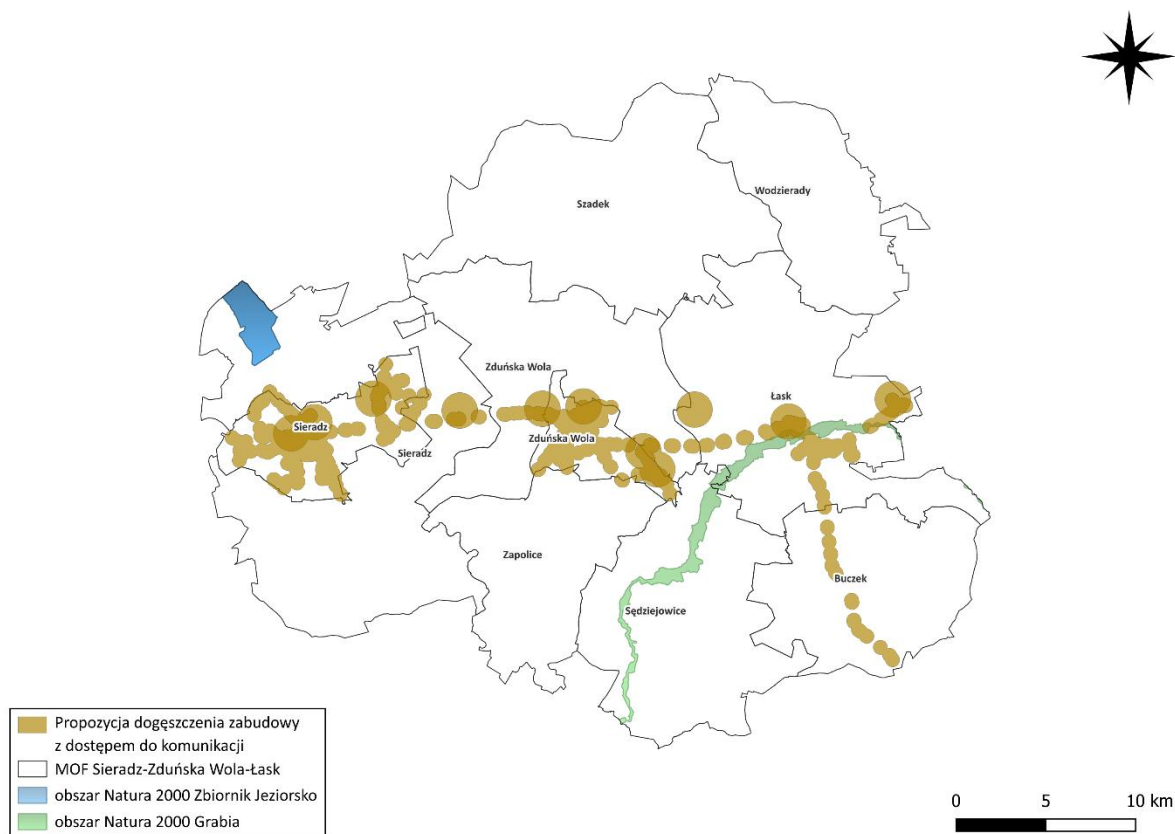 Wodzierady
Szadek
Zduńska Wola
Łask
Sieradz
Zduńska Wola
Sieradz
Zapolice
Buczek
Sędziejowice
Propozycja dogęszczenia zabudowy
z dostępem do komunikacji
MOF Sieradz-Zduńska Wola-Łask
obszar Natura 2000 Zbiornik Jeziorsko
obszar Natura 2000 Grabia
0 5 10 km